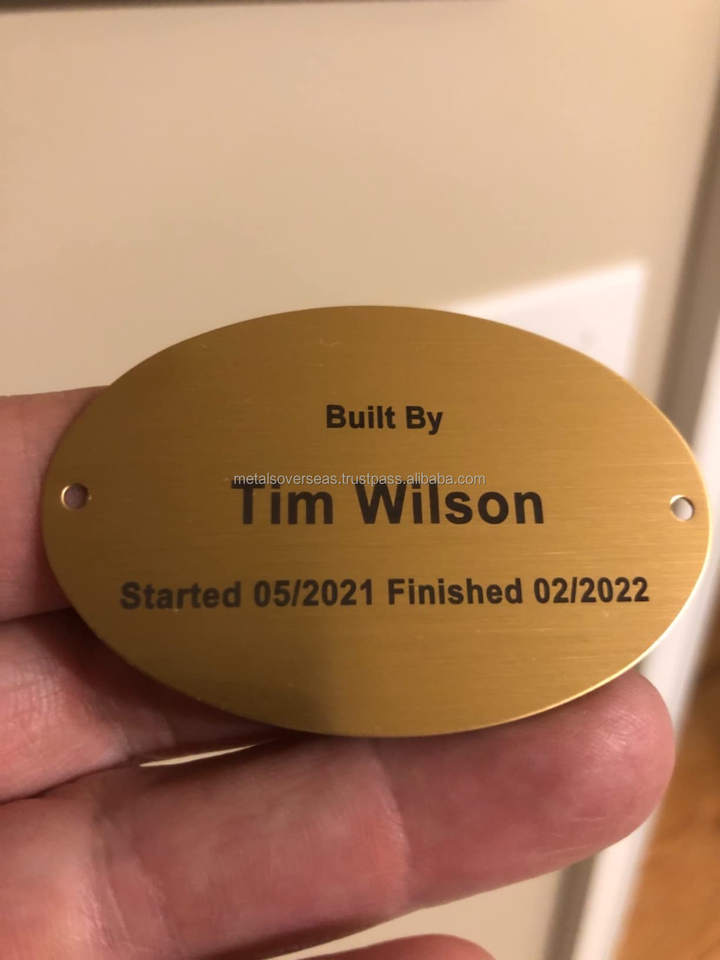 Built By
metalsoverseas.trustpass.alibaba.com
Tim Wilson
Started 05/2021 Finished 02/2022